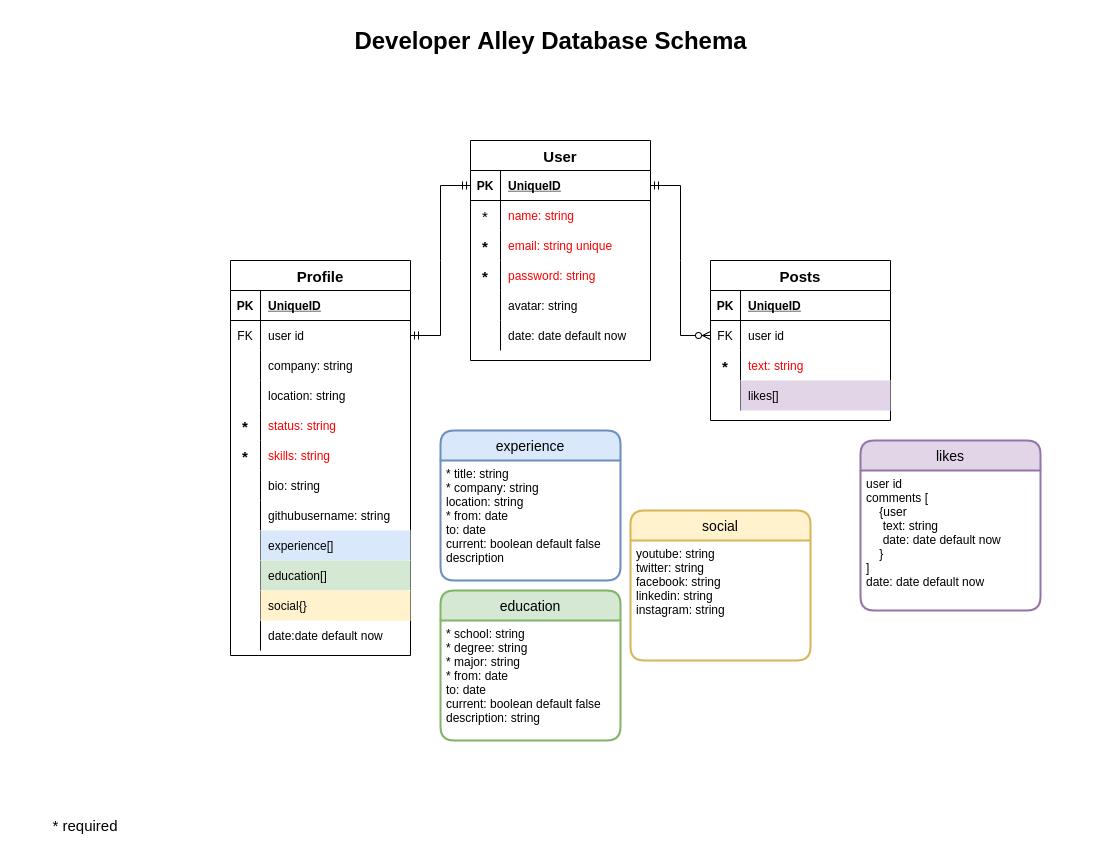 Developer Alley Database Schema
User
PK UniqueID
* name: string
* email: string unique
* password: string
avatar: string
date: date default now
Profile
PK UniqueID
FK user id
company: string
location: string
* status: string
* skills: string
bio: string
githubusername: string
experience[]
education[]
social{}
date:date default now
Posts
PK UniqueID
FK user id
* text: string
likes[]
experience
* title: string
* company: string
location: string
* from: date
to: date
current: boolean default false
description
education
* school: string
* degree: string
* major: string
* from: date
to: date
current: boolean default false
description: string
social
youtube: string
twitter: string
facebook: string
linkedin: string
instagram: string
likes
user id
comments [
{user
text: string
date: date default now
}
]
date: date default now
* required